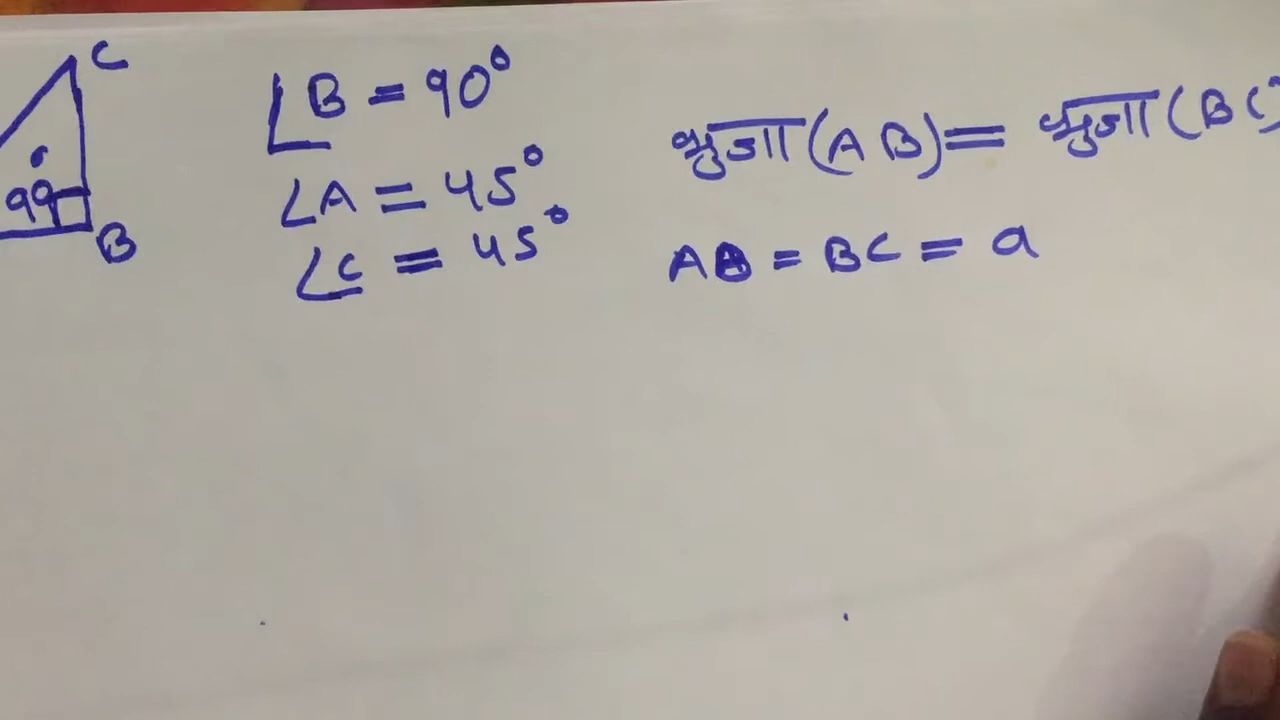 C
90°
B
∠B = 90°
∠A = 45°
∠C = 45°
भुजा (AB) = भुजा (BC)
AB = BC = a